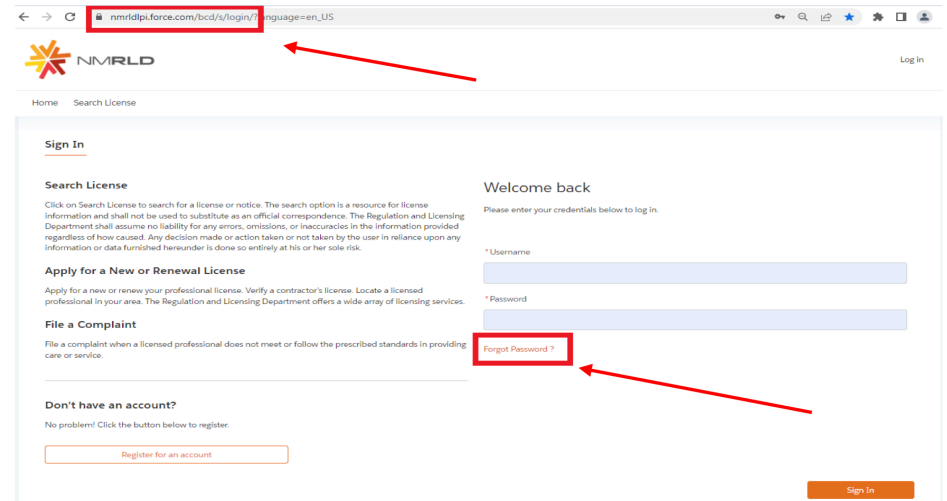 nmrldlpi.force.com/bcd/s/login/?language=en_US
NMRLD
Log in
Home Search License
Sign In
Search License
Click on Search License to search for a license or notice. The search option is a resource for license
information and shall not be used to substitute as an official correspondence. The Regulation and Licensing
Department shall assume no liability for any errors, omissions, or inaccuracies in the information provided
regardless of how caused. Any decision made or action taken or not taken by the user in reliance upon any
information or data furnished hereunder is done so entirely at his or her sole risk.
Apply for a New or Renewal License
Apply for a new or renew your professional license. Verify a contractor's license. Locate a licensed
professional in your area. The Regulation and Licensing Department offers a wide array of licensing services.
File a Complaint
File a complaint when a licensed professional does not meet or follow the prescribed standards in providing
care or service.
Don't have an account?
No problem! Click the button below to register.
Register for an account
Welcome back
Please enter your credentials below to log in.
*Username
*Password
Forgot Password ?
Sign In